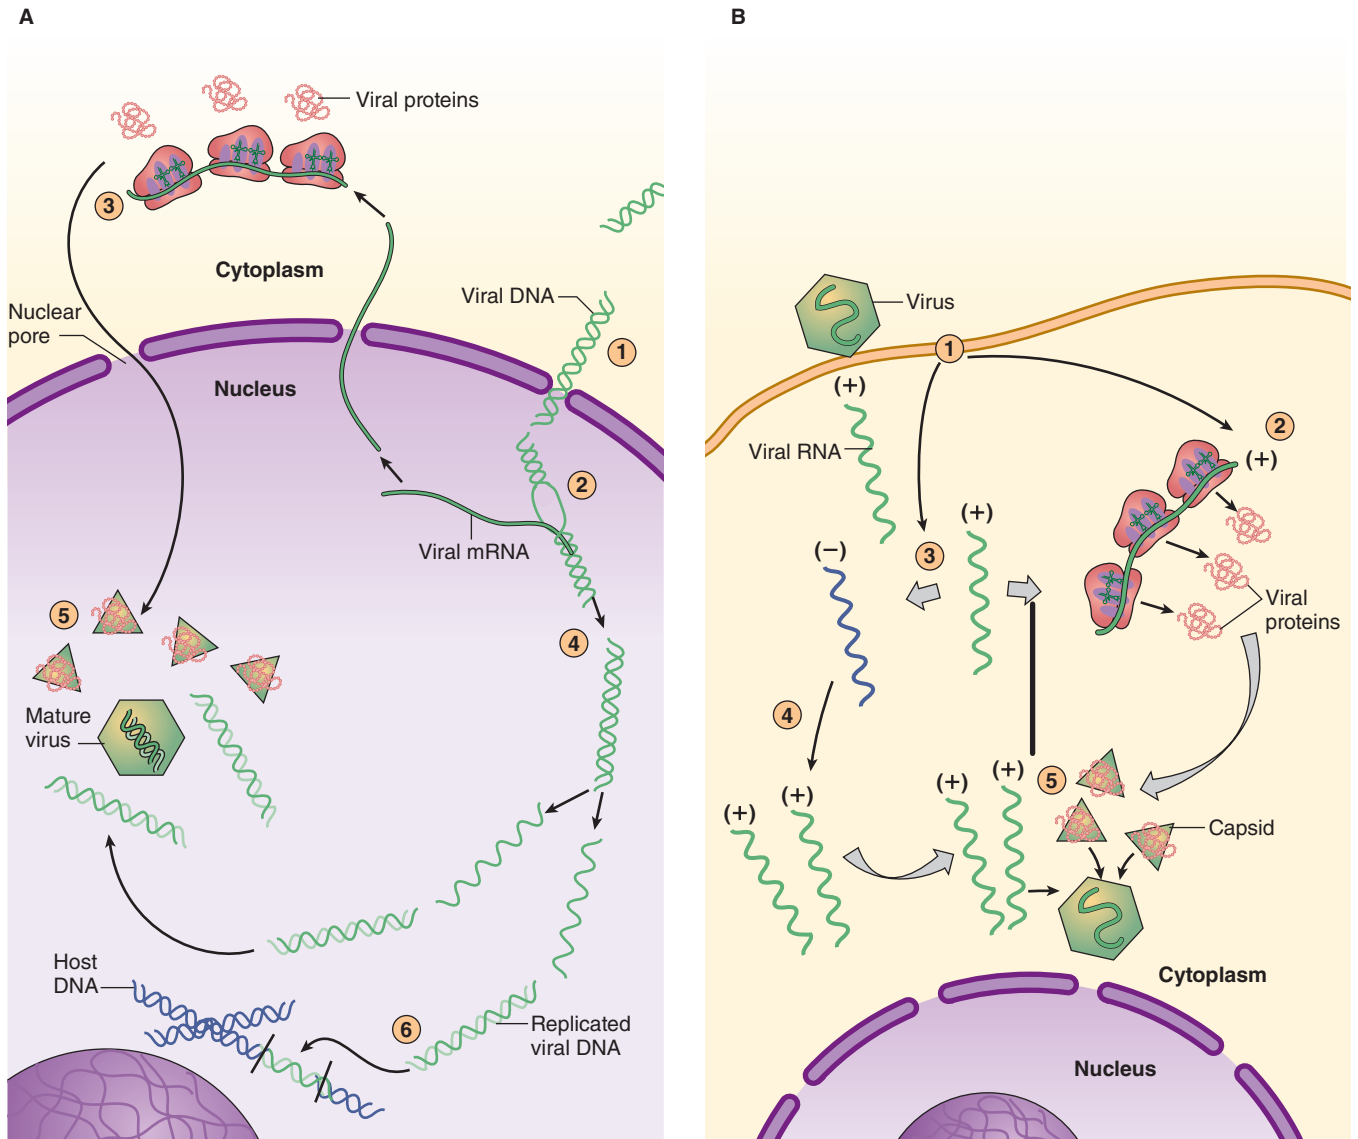 A
Viral proteins
3
Cytoplasm
Viral DNA
Nuclear
pore
1
Nucleus
2
Viral mRNA
5
4
Mature
virus
Host
DNA
6
Replicated
viral DNA
B
Virus
1
(+)
2
(+)
Viral RNA
(+)
(−)
3
Viral
proteins
4
(+)
5
(+)
(+)
(+)
Capsid
Cytoplasm
Nucleus